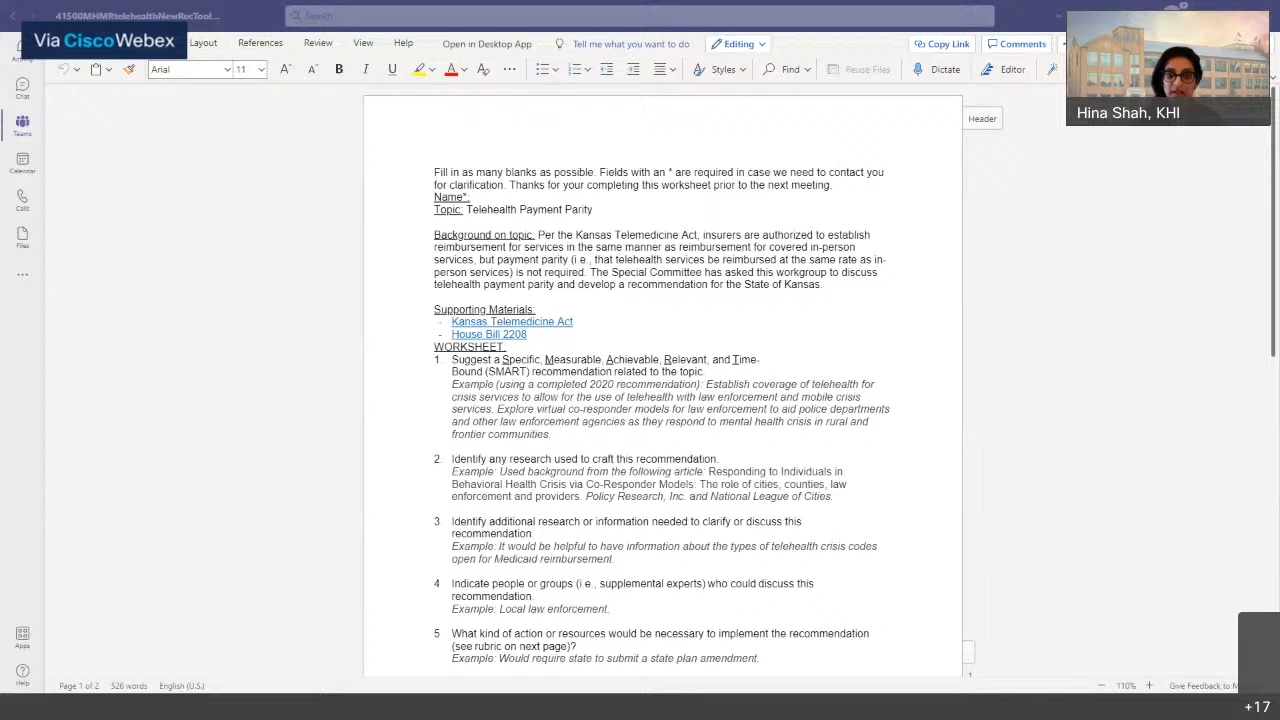 41500MHMRtelehealthNewRecTool...
Search
Via CiscoWebex
Layout References Review View Help Open in Desktop App Tell me what you want to do Editing Copy Link Comments
Arial 11 A A B I U A A Styles Find Reuse Files Dictate Editor
Hina Shah, KHI
Chat
Teams
Calendar
Calls
Files
Header
Fill in as many blanks as possible. Fields with an * are required in case we need to contact you
for clarification. Thanks for your completing this worksheet prior to the next meeting.
Name*:
Topic: Telehealth Payment Parity
Background on topic: Per the Kansas Telemedicine Act, insurers are authorized to establish
reimbursement for services in the same manner as reimbursement for covered in-person
services, but payment parity (i.e., that telehealth services be reimbursed at the same rate as in-
person services) is not required. The Special Committee has asked this workgroup to discuss
telehealth payment parity and develop a recommendation for the State of Kansas.
Supporting Materials:
- Kansas Telemedicine Act
- House Bill 2208
WORKSHEET
1. Suggest a Specific, Measurable, Achievable, Relevant, and Time-
Bound (SMART) recommendation related to the topic.
Example (using a completed 2020 recommendation): Establish coverage of telehealth for
crisis services to allow for the use of telehealth with law enforcement and mobile crisis
services. Explore virtual co-responder models for law enforcement to aid police departments
and other law enforcement agencies as they respond to mental health crisis in rural and
frontier communities.
2. Identify any research used to craft this recommendation.
Example: Used background from the following article: Responding to Individuals in
Behavioral Health Crisis via Co-Responder Models: The role of cities, counties, law
enforcement and providers. Policy Research, Inc. and National League of Cities.
3. Identify additional research or information needed to clarify or discuss this
recommendation
Example: It would be helpful to have information about the types of telehealth crisis codes
open for Medicaid reimbursement.
4 Indicate people or groups (i.e., supplemental experts) who could discuss this
recommendation.
Example: Local law enforcement.
5 What kind of action or resources would be necessary to implement the recommendation
(see rubric on next page)?
Example: Would require state to submit a state plan amendment.
1
Apps
Help
Page 1 of 2 526 words English (U.S.) 110% Give Feedback to
+17